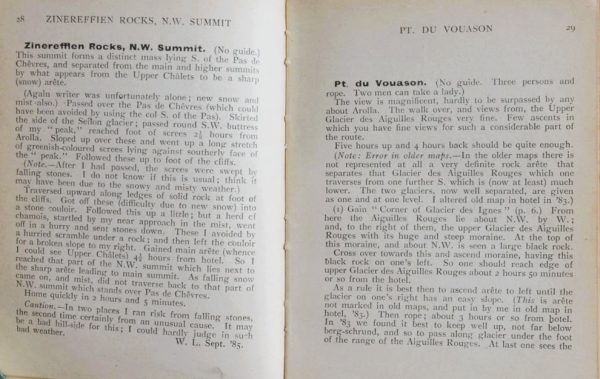 28 ZINEREFFIEN ROCKS, N.W. SUMMIT
Zinereffien Rocks, N.W. Summit. (No guide.)
This summit forms a distinct mass lying S. of the Pas de
Chêvres, and separated from the main and higher summits
by what appears from the Upper Châlets to be a sharp
(snow) arête.
(Again writer was unfortunately alone; new snow and
mist also.) Passed over the Pas de Chêvres (which could
have been avoided by using the col S. of the Pas). Skirted
the side of the Seilon glacier; passed round S.W. buttress
of my "peak," reached foot of screes 2½ hours from
Arolla. Sloped up over these and went up a long stretch
of greenish-coloured screes lying against southerly face of
the "peak." Followed these up to foot of the cliffs.
(Note.—After I had passed, the screes were swept by
falling stones. I do not know if this is usual; think it
may have been due to the snowy and misty weather.)
Traversed upward along ledges of solid rock at foot of
the cliffs. Got off these (difficulty due to new snow) into
a stone couloir. Followed this up a little; but a herd of
chamois, startled by my near approach in the mist, went
off in a hurry and sent stones down. These I avoided by
a hurried scramble under a rock; and then left the couloir
for a broken slope to my right. Gained main arête (whence
I could see Upper Châlets) 4½ hours from hotel. So I
reached that part of the N.W. summit which lies next to
the sharp arête leading to main summit. As falling snow
came on, and mist, did not traverse back to that part of
N.W. summit which stands over Pas de Chêvres.
Home quickly in 2 hours and 5 minutes.
Caution.—In two places I ran risk from falling stones,
the second time certainly from an unusual cause. It may
be a bad hill-side for this; I could hardly judge in such
bad weather.
W. L. Sept. '85.
PT. DU VOUASON. 29
Pt. du Vouason. (No guide. Three persons and
rope. Two men can take a lady.)
The view is magnificent, hardly to be surpassed by any
about Arolla. The walk over, and views from, the Upper
Glacier des Aiguilles Rouges very fine. Few ascents in
which you have fine views for such a considerable part of
the route.
Five hours up and 4 hours back should be quite enough.
(Note: Error in older maps.—In the older maps there is
not represented at all a very definite rock arête that
separates that Glacier des Aiguilles Rouges which one
traverses from one further S. which is (now at least) much
lower. The two glaciers, now well separated, are given
as one and at one level. I altered old map in hotel in '83.)
(1) Gain "Corner of Glacier des Ignes" (p. 6.) From
here the Aiguilles Rouges lie about N.W. by W.;
and, to the right of them, the upper Glacier des Aiguilles
Rouges with its huge and steep moraine. At the top of
this moraine, and about N.W. is seen a large black rock.
Cross over towards this and ascend moraine, having this
black rock on one's left. So one should reach edge of
upper Glacier des Aiguilles Rouges about 2 hours 50 minutes
or so from the hotel.
As a rule it is best then to ascend arête to left until the
glacier on one's right has an easy slope. (This is arête
not marked in old maps, and put in by me in old map in
hotel, '83.) Then rope; about 3 hours or so from hotel.
In '83 we found it best to keep well up, not far below
berg-schrund, and so to pass along glacier under the foot
of the range of the Aiguilles Rouges. At last one sees the